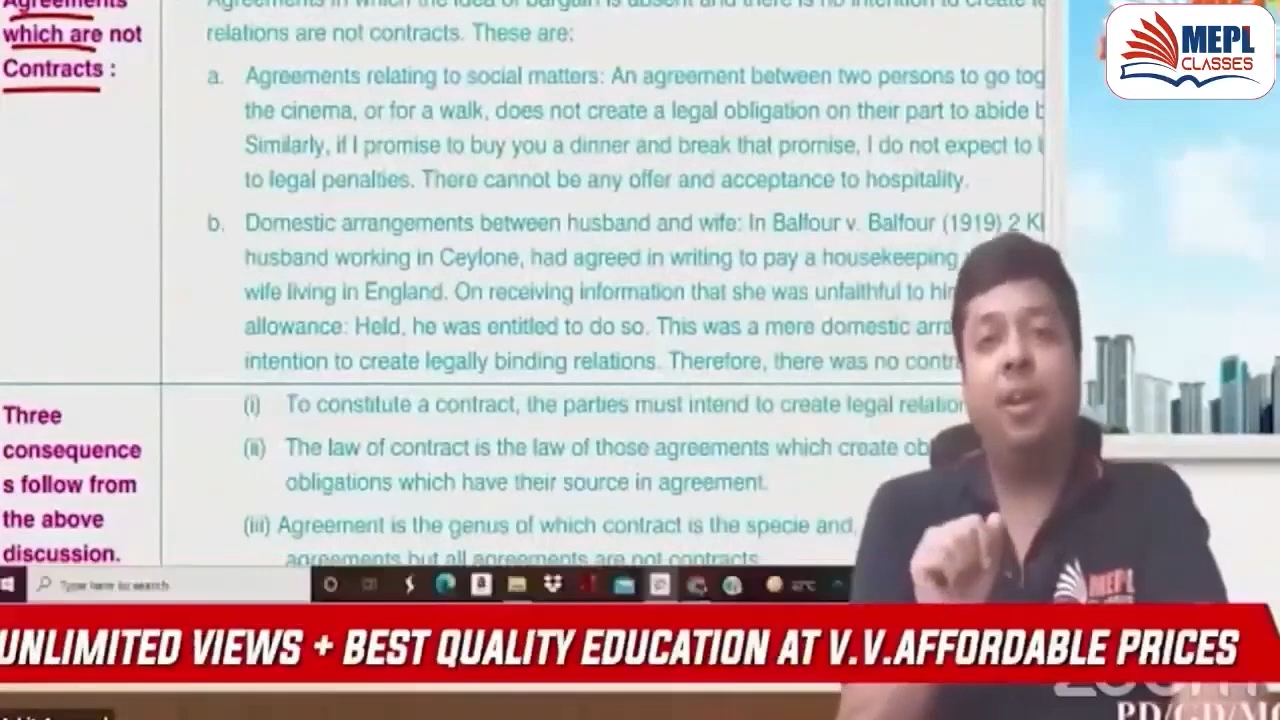 Agreements
which are not
Contracts :
Agreements in which the idea of bargain is absent and there is no intention to create
relations are not contracts. These are:
a. Agreements relating to social matters: An agreement between two persons to go tog
the cinema, or for a walk, does not create a legal obligation on their part to abide b
Similarly, if I promise to buy you a dinner and break that promise, I do not expect to
to legal penalties. There cannot be any offer and acceptance to hospitality.
b. Domestic arrangements between husband and wife: In Balfour v. Balfour (1919) 2 K
husband working in Ceylone, had agreed in writing to pay a housekeeping
wife living in England. On receiving information that she was unfaithful to hi
allowance: Held, he was entitled to do so. This was a mere domestic arra
intention to create legally binding relations. Therefore, there was no contr
Three
consequence
s follow from
the above
discussion.
(i) To constitute a contract, the parties must intend to create legal relation
(ii) The law of contract is the law of those agreements which create ob
obligations which have their source in agreement.
(iii) Agreement is the genus of which contract is the specie and,
agreements but all agreements are not contracts
Type here to search
MEPL
CLASSES
MEPL
UNLIMITED VIEWS + BEST QUALITY EDUCATION AT V.V.AFFORDABLE PRICES